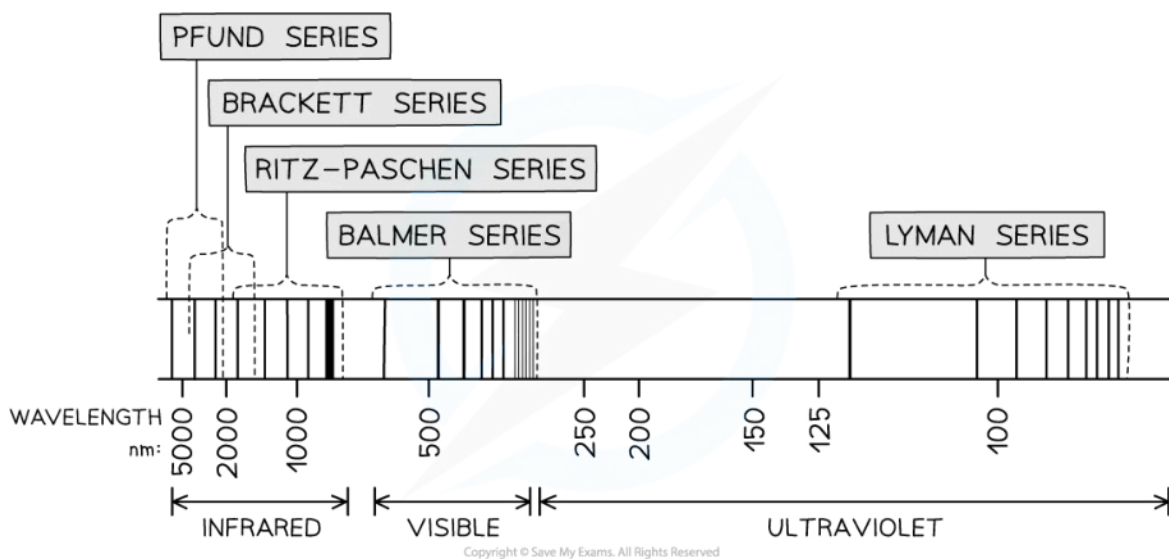 PFUND SERIES
BRACKETT SERIES
RITZ-PASCHEN SERIES
BALMER SERIES
LYMAN SERIES
WAVELENGTH
nm:
5000
2000
1000
500
250
200
150
125
100
INFRARED
VISIBLE
ULTRAVIOLET
Copyright © Save My Exams. All Rights Reserved